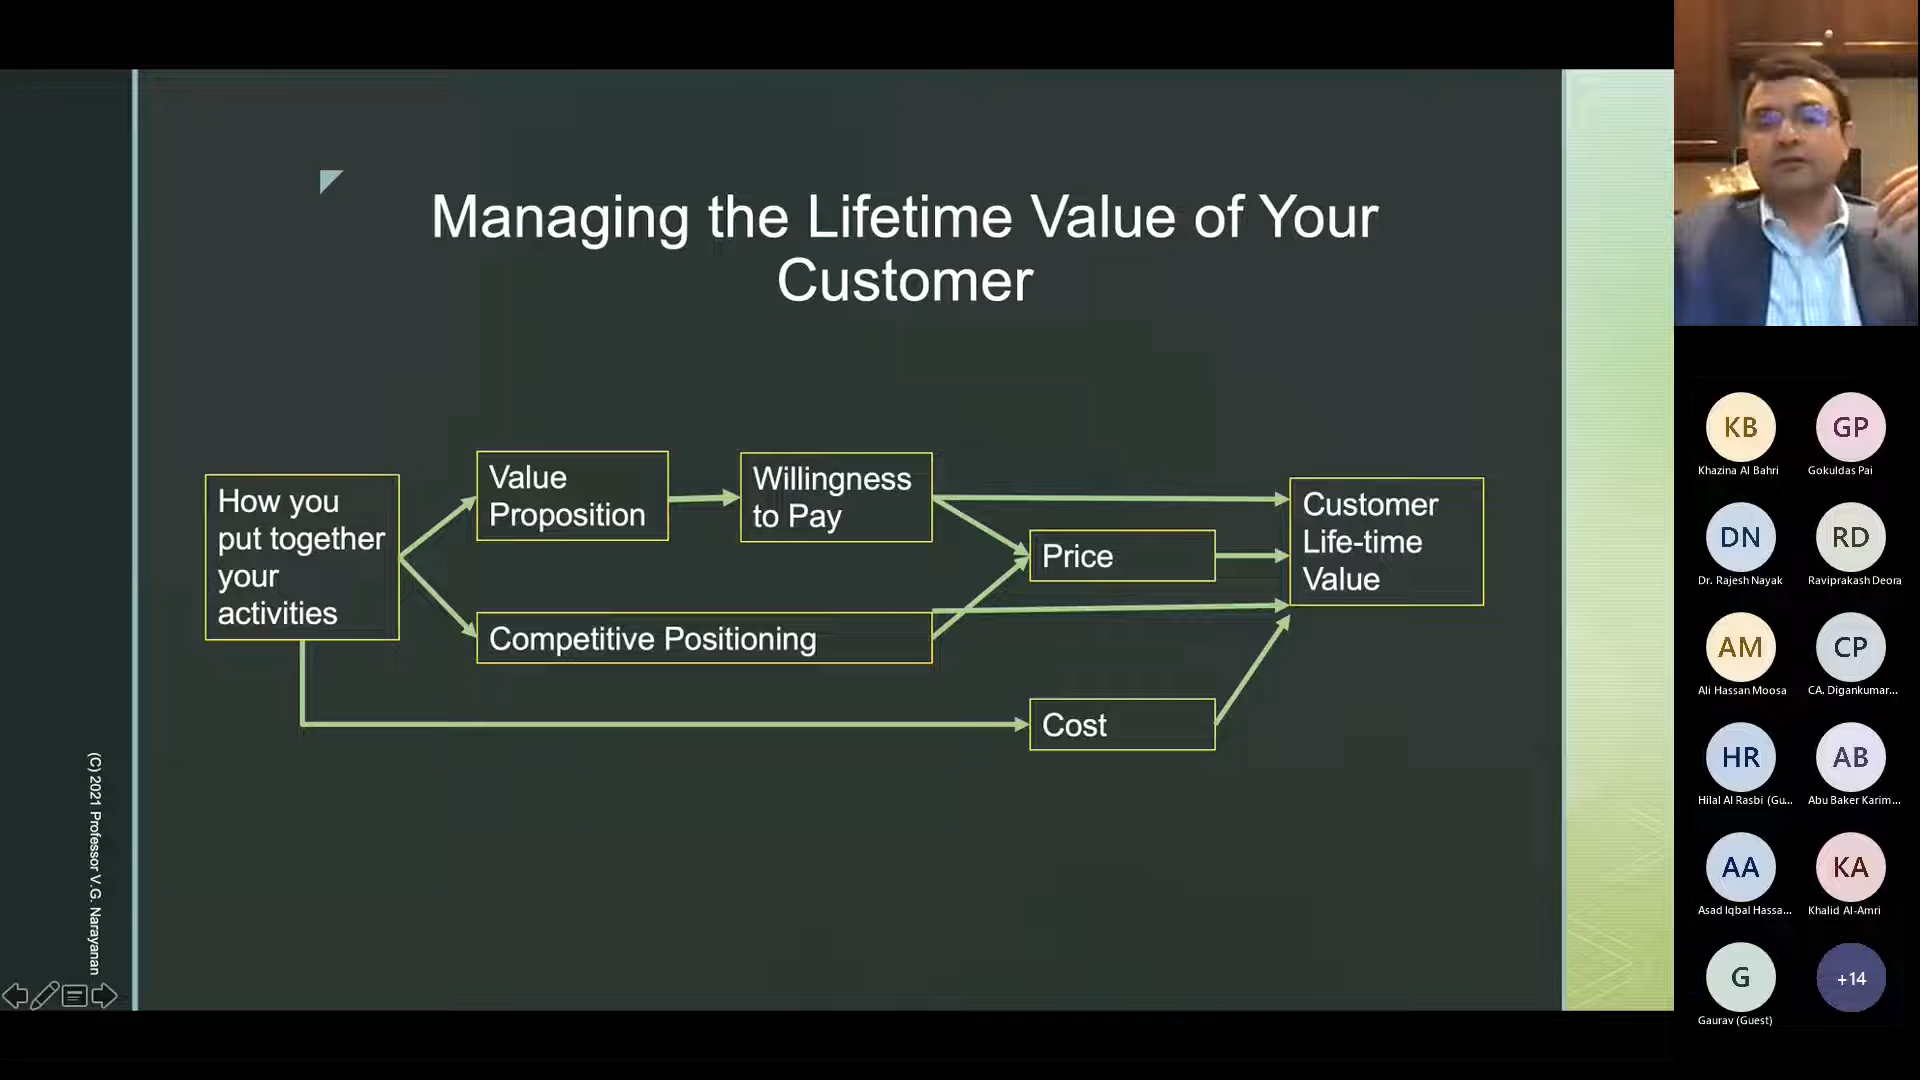 Managing the Lifetime Value of Your
Customer
How you
put together
your
activities
Value
Proposition
Willingness
to Pay
Competitive Positioning
Price
Cost
Customer
Life-time
Value
(C) 2021 Professor V.G. Narayanan
KB
Khazina Al Bahri
GP
Gokuldas Pai
DN
Dr. Rajesh Nayak
RD
Raviprakash Deora
AM
Ali Hassan Moosa
CP
CA. Digankumar...
HR
Hilal Al Rasbi (Gu...
AB
Abu Baker Karim...
AA
Asad Iqbal Hassa...
KA
Khalid Al-Amri
G
Gaurav (Guest)
+14